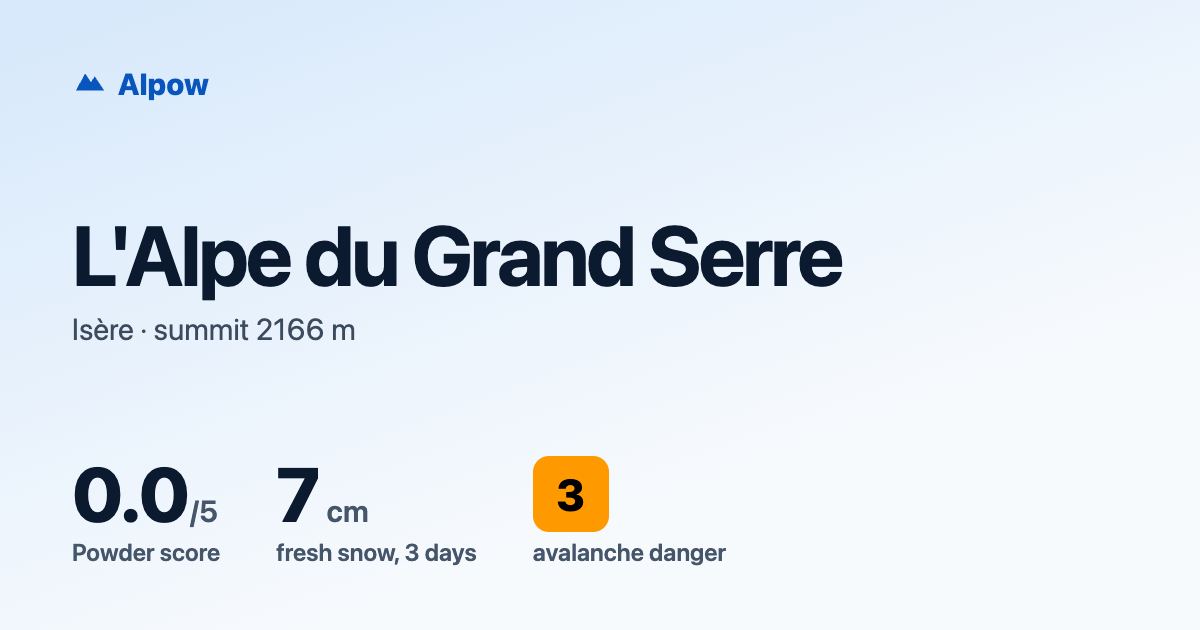 Alpow
L'Alpe du Grand Serre
Isère · summit 2166 m
0.0/5 7 cm 3
Powder score fresh snow, 3 days avalanche danger